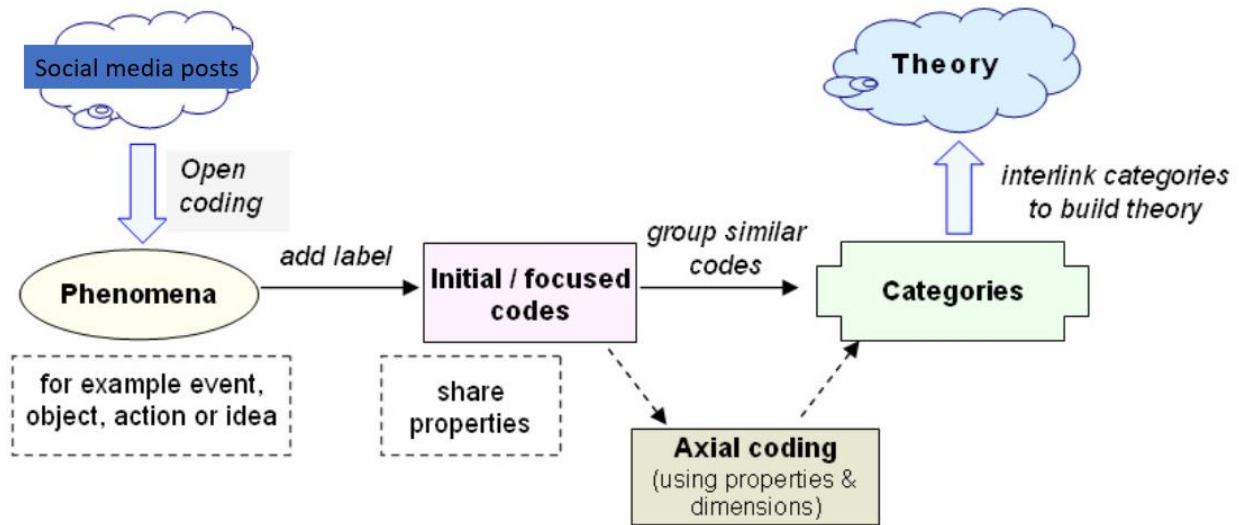 Social media posts
Theory
Open
coding
interlink categories
to build theory
add label
group similar
codes
Phenomena
Initial / focused
codes
Categories
for example event,
object, action or idea
share
properties
Axial coding
(using properties &
dimensions)